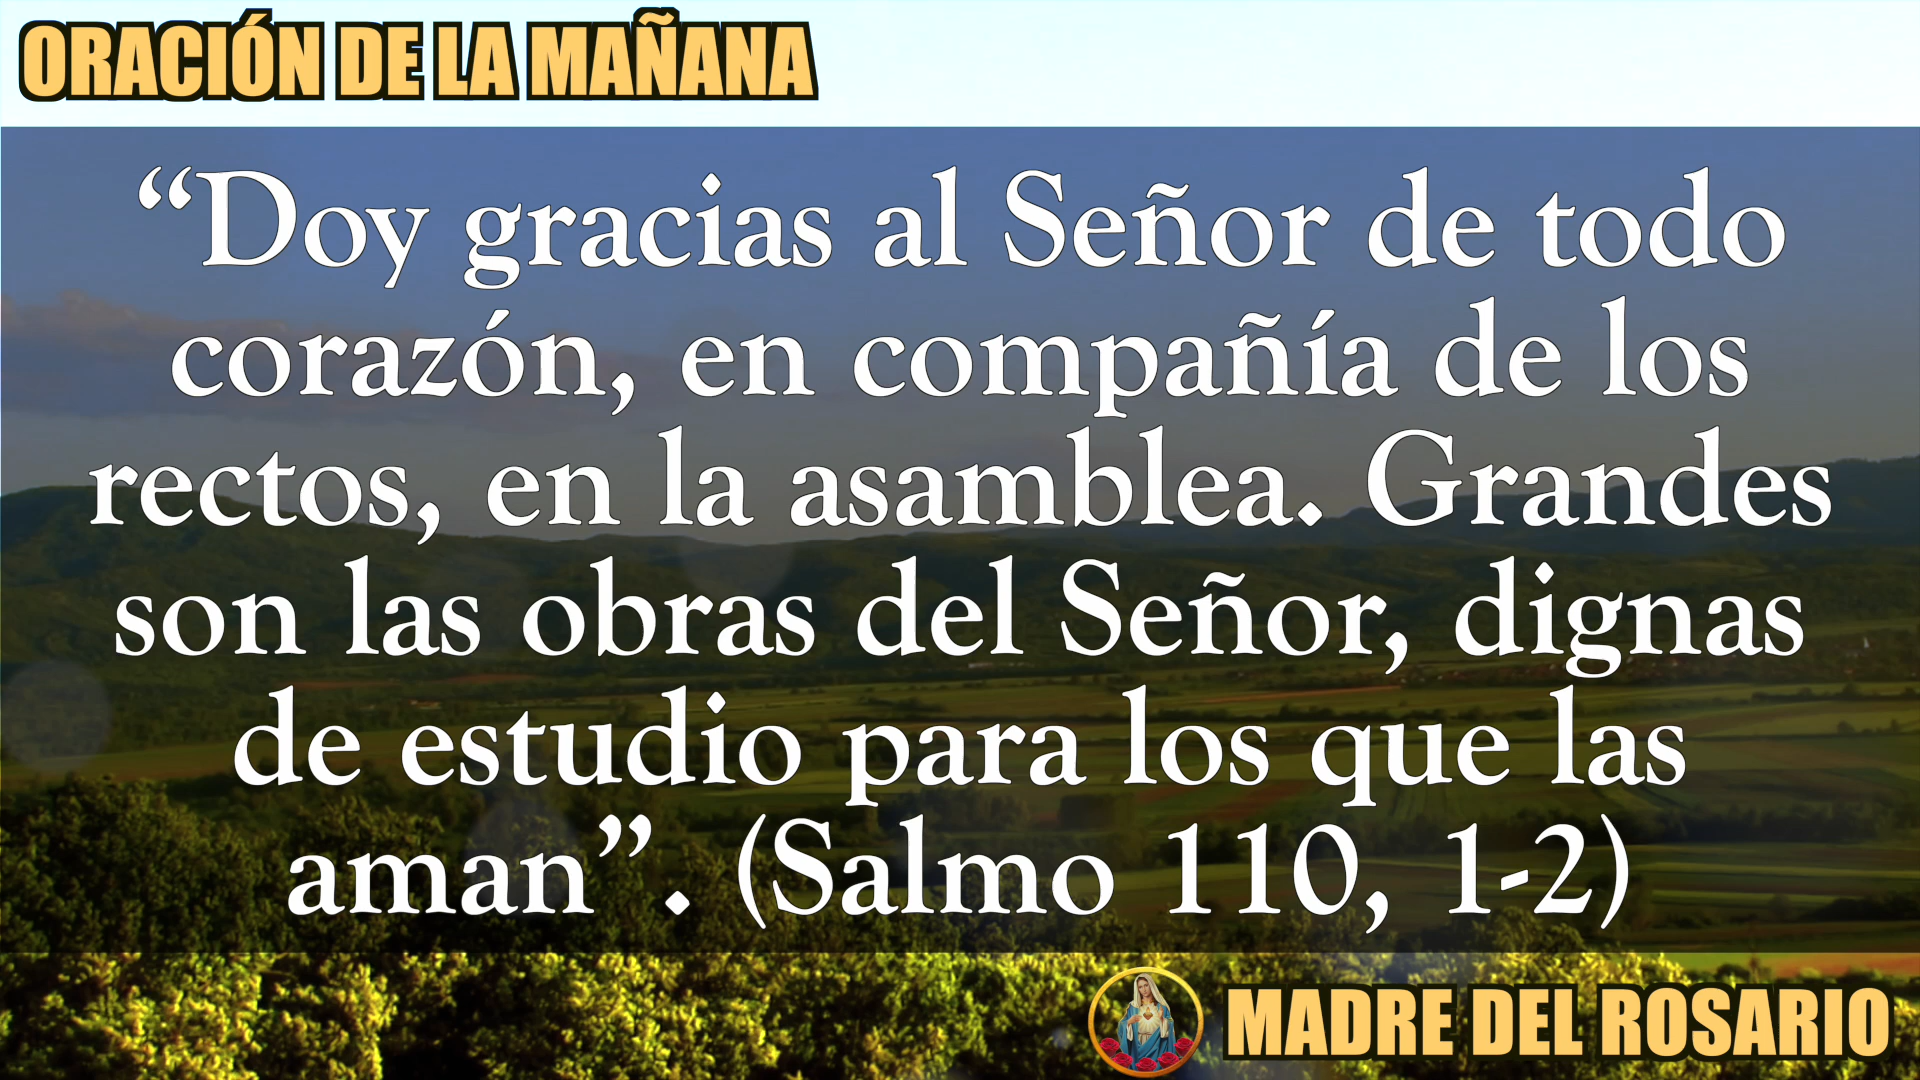 ORACIÓN DE LA MAÑANA
“Doy gracias al Señor de todo
corazón, en compañía de los
rectos, en la asamblea. Grandes
son las obras del Señor, dignas
de estudio para los que las
aman”. (Salmo 110, 1-2)
MADRE DEL ROSARIO